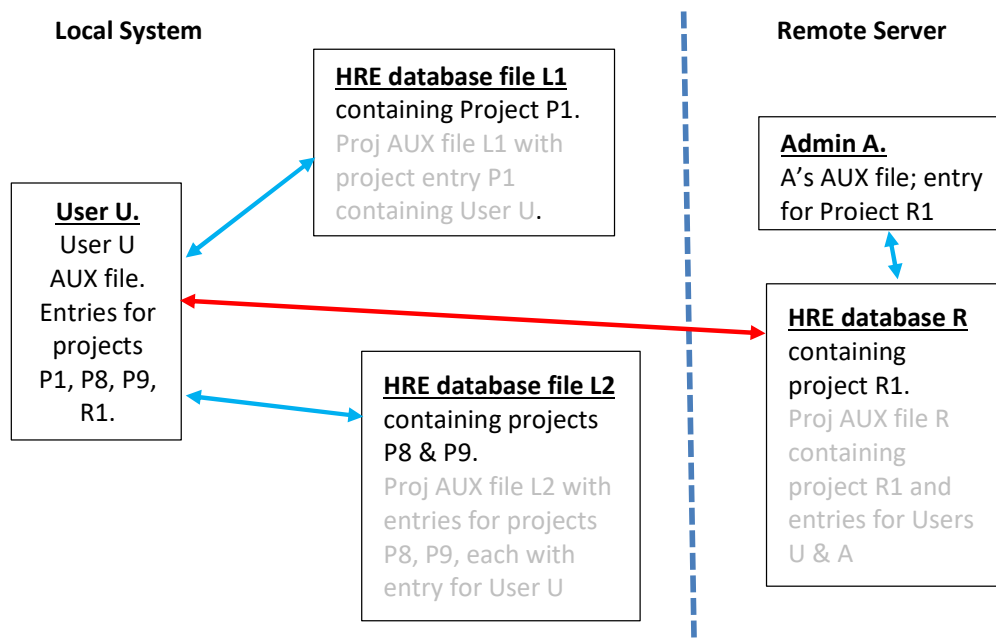 Local System
Remote Server
HRE database file L1
containing Project P1.
Proj AUX file L1 with
project entry P1
containing User U.
Admin A.
A's AUX file; entry
for Project R1
User U.
User U
AUX file.
Entries for
projects
P1, P8, P9,
R1.
HRE database R
containing
project R1.
Proj AUX file R
containing
project R1 and
entries for Users
U & A
HRE database file L2
containing projects
P8 & P9.
Proj AUX file L2 with
entries for projects
P8, P9, each with
entry for User U